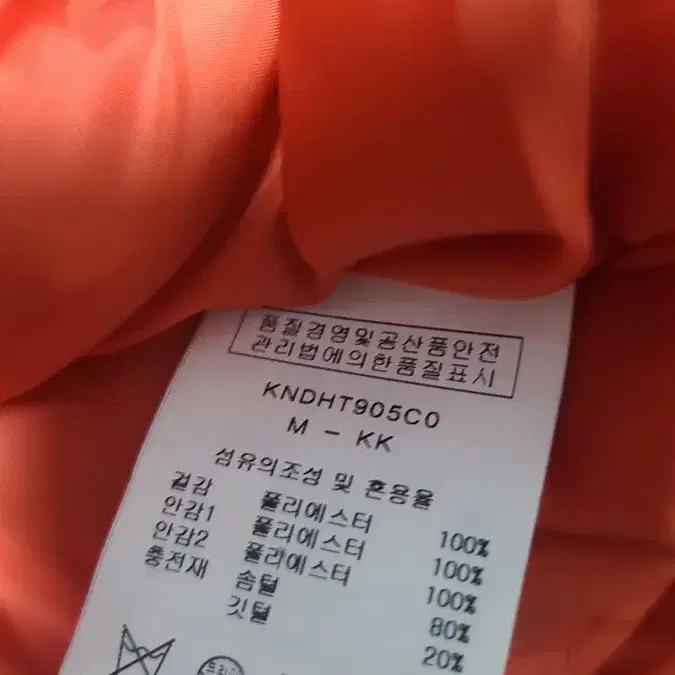 품질경영및공산품안전
관리법에의한품질표시
KNDHT905C0
M - KK
섬유의조성 및 혼용율
겉감 폴리에스터 100%
안감1 폴리에스터 100%
안감2 폴리에스터 100%
충전재 솜털 80%
깃털 20%
드라이